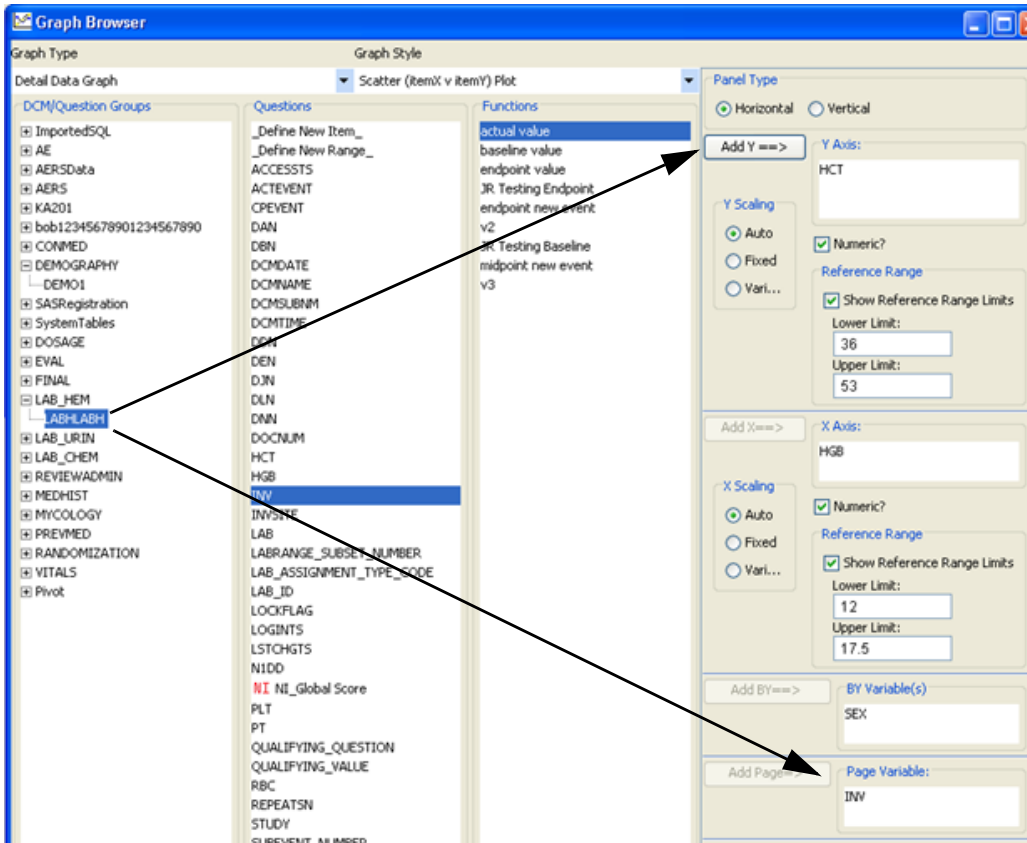 Graph Browser
Graph Type
Graph Style
Detail Data Graph
Scatter (itemX v itemY) Plot
DCM/Question Groups
ImportedSQL
AE
AERSData
AERS
KA201
bob12345678901234567890
CONMED
DEMOGRAPHY
DEMO1
SASRegistration
SystemTables
DOSAGE
EVAL
FINAL
LAB_HEM
LABHLABH
LAB_URIN
LAB_CHEM
REVIEWADMIN
MEDHIST
MYCOLOGY
PREVMED
RANDOMIZATION
VITALS
Pivot
Questions
_Define New Item_
_Define New Range_
ACCESSTS
ACTEVENT
CPEVENT
DAN
DBN
DCMDATE
DCMNAME
DCMSUBNM
DCMTIME
DDN
DEN
DJN
DLN
DNN
DOCNUM
HCT
HGB
INV
INVSITE
LAB
LABRANGE_SUBSET_NUMBER
LAB_ASSIGNMENT_TYPE_CODE
LAB_ID
LOCKFLAG
LOGINTS
LSTCHGTS
N1DD
NI NI_Global Score
PLT
PT
QUALIFYING_QUESTION
QUALIFYING_VALUE
RBC
REPEATSN
STUDY
SUBEVENT_NUMBER
Functions
actual value
baseline value
endpoint value
JR Testing Endpoint
endpoint new event
v2
JR Testing Baseline
midpoint new event
v3
Panel Type
Horizontal
Vertical
Add Y ==>
Y Axis:
HCT
Y Scaling
Auto
Fixed
Vari...
Numeric?
Reference Range
Show Reference Range Limits
Lower Limit:
36
Upper Limit:
53
Add X==>
X Axis:
HGB
X Scaling
Auto
Fixed
Vari...
Numeric?
Reference Range
Show Reference Range Limits
Lower Limit:
12
Upper Limit:
17.5
Add BY==>
BY Variable(s)
SEX
Add Page=>
Page Variable:
INV